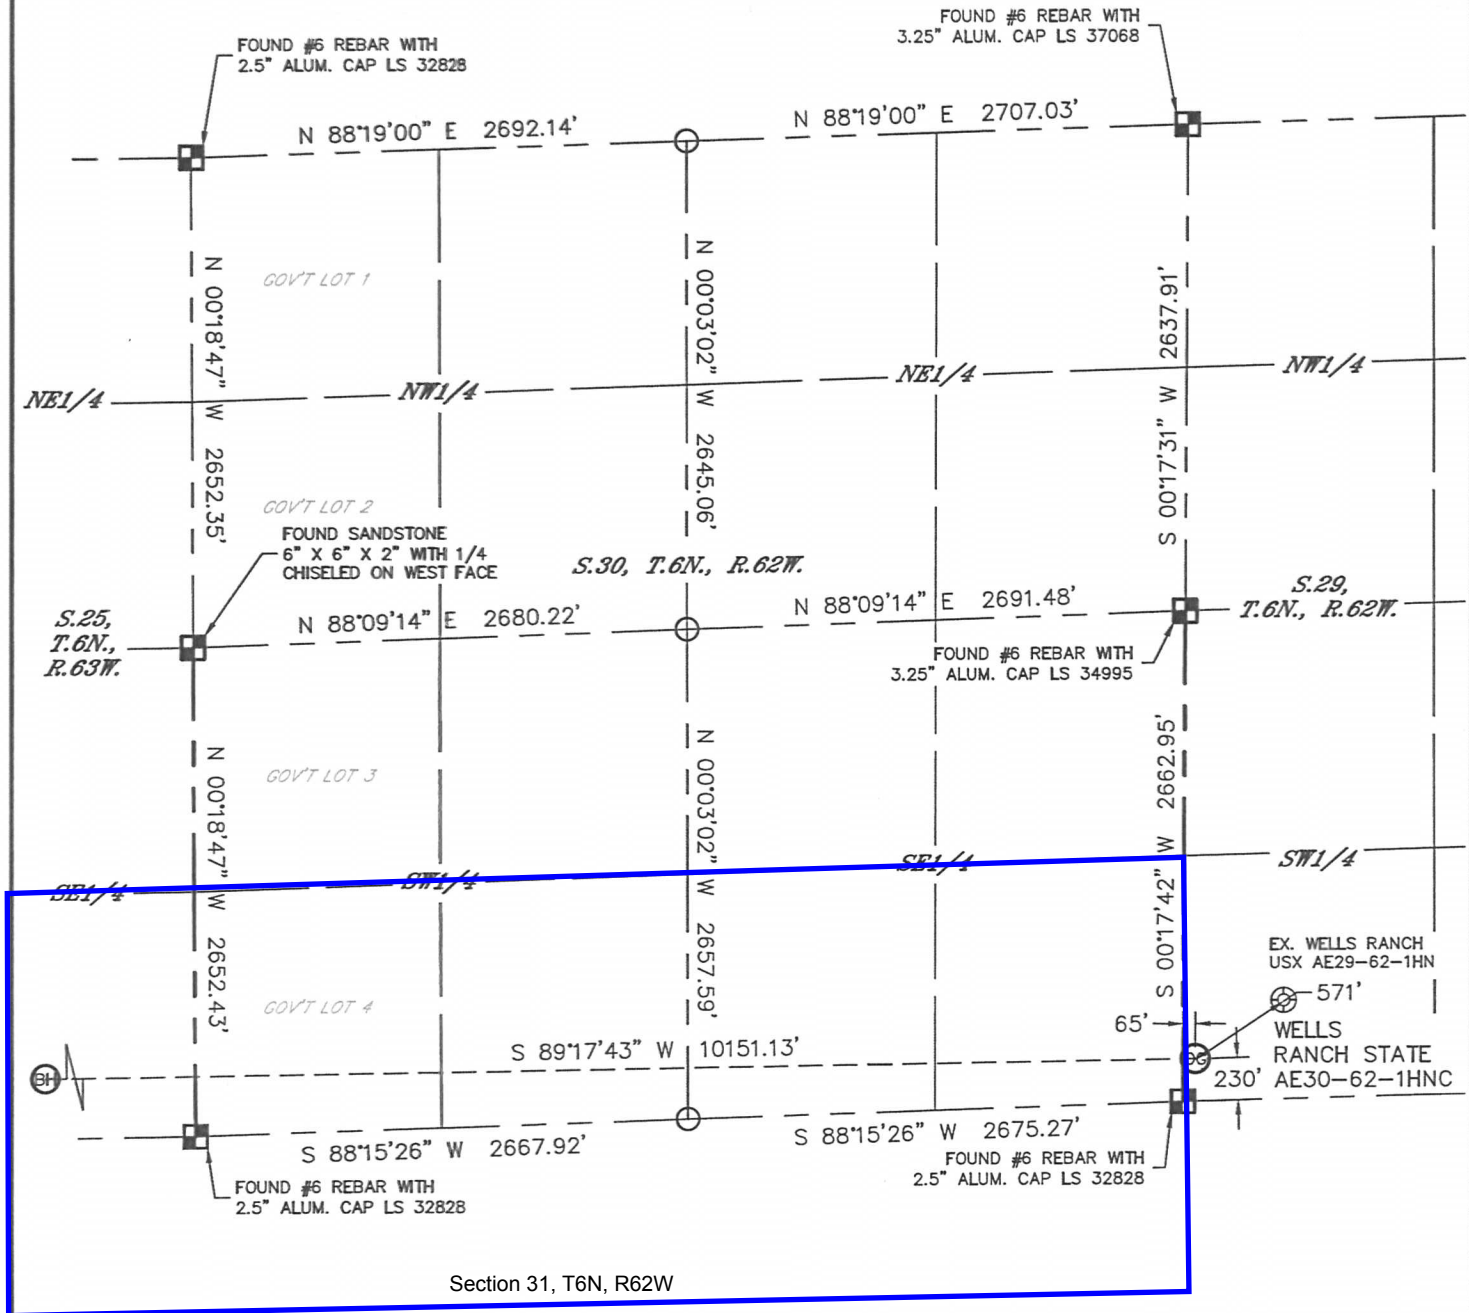 FOUND #6 REBAR WITH
2.5" ALUM. CAP LS 32828
FOUND #6 REBAR WITH
3.25" ALUM. CAP LS 37068
N 88°19'00" E 2692.14'
N 88°19'00" E 2707.03'
N 00°18'47" W 2652.35'
GOV'T LOT 1
N 00°03'02" W 2645.06'
S 00°17'31" W 2637.91'
NE1/4
NW1/4
NE1/4
NW1/4
GOV'T LOT 2
FOUND SANDSTONE
6" X 6" X 2" WITH 1/4
CHISELED ON WEST FACE
S.30, T.6N., R.62W.
S.29,
T.6N., R.62W.
S.25,
T.6N.,
R.63W.
N 88°09'14" E 2680.22'
N 88°09'14" E 2691.48'
FOUND #6 REBAR WITH
3.25" ALUM. CAP LS 34995
N 00°18'47" W 2652.43'
GOV'T LOT 3
N 00°03'02" W 2657.59'
S 00°17'42" W 2662.95'
SE1/4
SW1/4
SE1/4
SW1/4
EX. WELLS RANCH
USX AE29-62-1HN
571'
GOV'T LOT 4
65'
WELLS
RANCH STATE
AE30-62-1HNC
230'
S 89°17'43" W 10151.13'
BH
S 88°15'26" W 2667.92'
S 88°15'26" W 2675.27'
FOUND #6 REBAR WITH
2.5" ALUM. CAP LS 32828
FOUND #6 REBAR WITH
2.5" ALUM. CAP LS 32828
Section 31, T6N, R62W